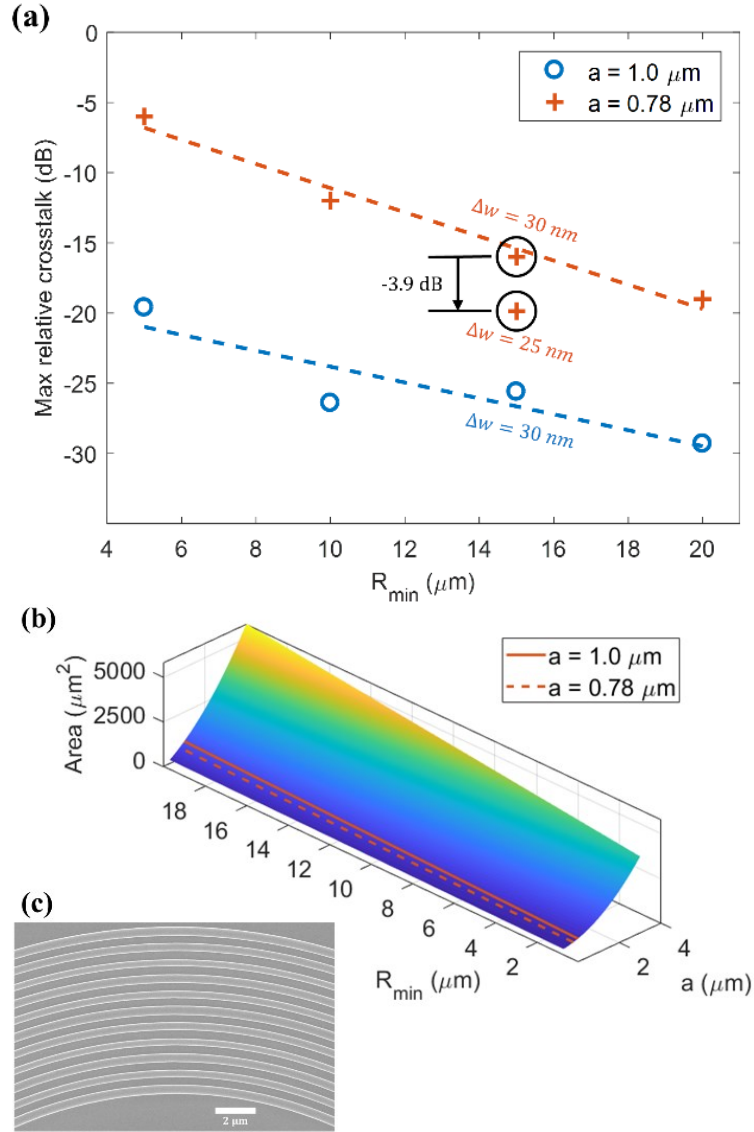 (a)
0
-5
-10
-15
-20
-25
-30
Max relative crosstalk (dB)
a = 1.0 μm
a = 0.78 μm
Δw = 30 nm
-3.9 dB
Δw = 25 nm
Δw = 30 nm
4 6 8 10 12 14 16 18 20
R_min (μm)
(b)
5000
2500
0
Area (μm²)
a = 1.0 μm
a = 0.78 μm
18 16 14 12 10 8 6 4 2
R_min (μm)
4
2
a (μm)
(c)
2 μm